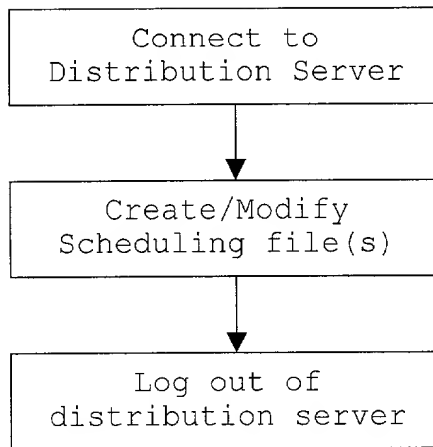 Connect to
Distribution Server
Create/Modify
Scheduling file(s)
Log out of
distribution server